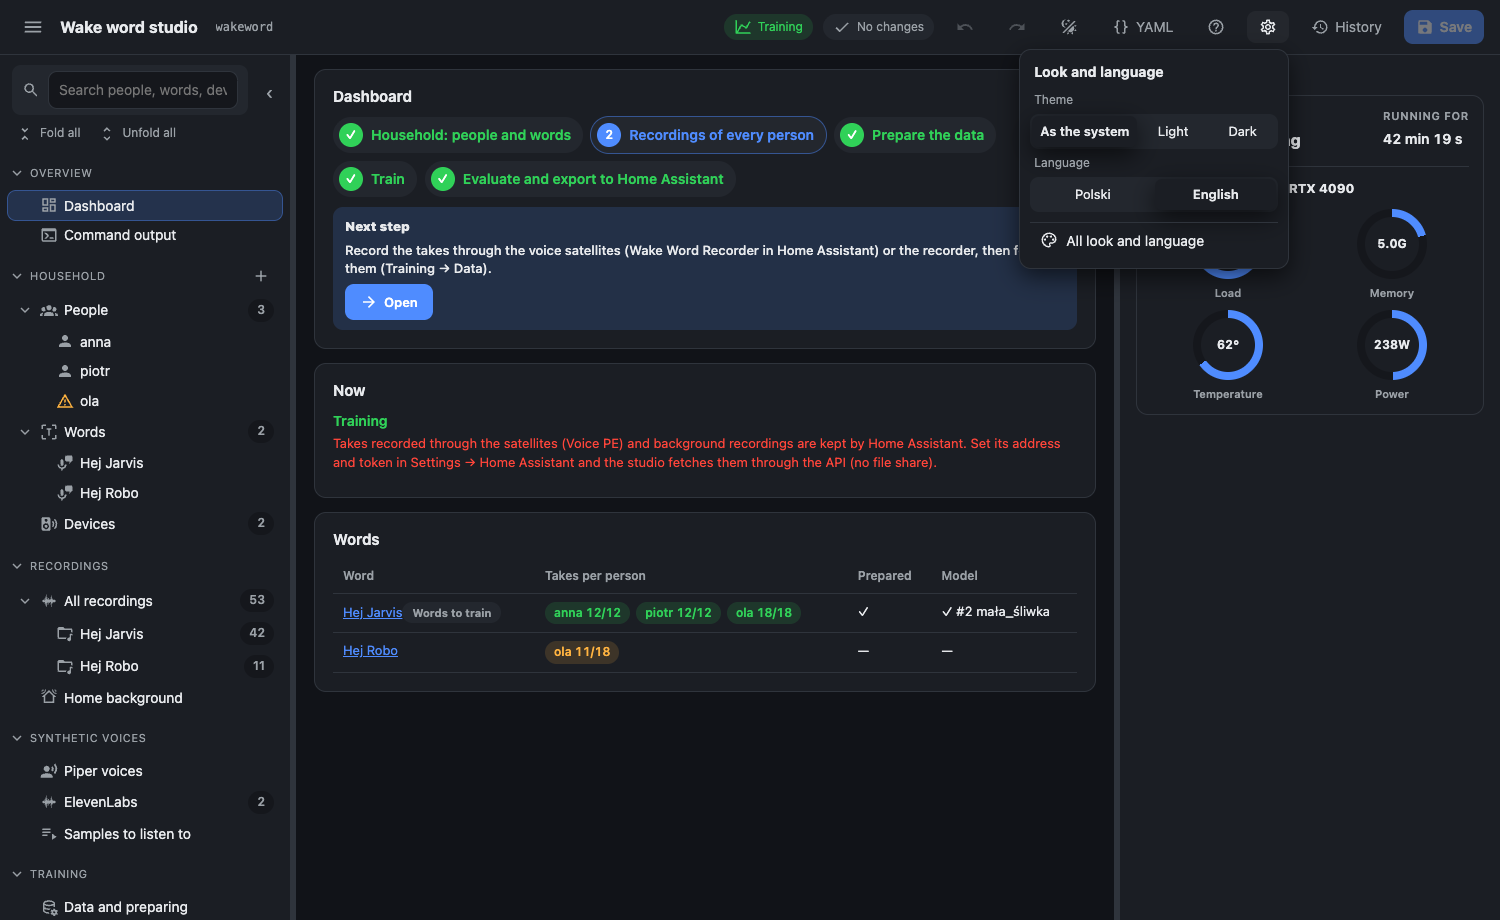 Wake word studio
wakeword
Training
No changes
YAML
History
Save
Search people, words, dev
Fold all
Unfold all
OVERVIEW
Dashboard
Command output
HOUSEHOLD
People
3
anna
piotr
ola
Words
2
Hej Jarvis
Hej Robo
Devices
2
RECORDINGS
All recordings
53
Hej Jarvis
42
Hej Robo
11
Home background
SYNTHETIC VOICES
Piper voices
ElevenLabs
2
Samples to listen to
TRAINING
Data and preparing
Dashboard
Household: people and words
2 Recordings of every person
Prepare the data
Train
Evaluate and export to Home Assistant
Next step
Record the takes through the voice satellites (Wake Word Recorder in Home Assistant) or the recorder, then
them (Training → Data).
Open
Now
Training
Takes recorded through the satellites (Voice PE) and background recordings are kept by Home Assistant. Set its address
and token in Settings → Home Assistant and the studio fetches them through the API (no file share).
Words
Word Takes per person Prepared Model
Hej Jarvis Words to train anna 12/12 piotr 12/12 ola 18/18 ✓ ✓ #2 mała_śliwka
Hej Robo ola 11/18 — —
Look and language
Theme
As the system Light Dark
Language
Polski English
All look and language
RUNNING FOR
42 min 19 s
RTX 4090
5.0G
Load
Memory
62°
238W
Temperature
Power